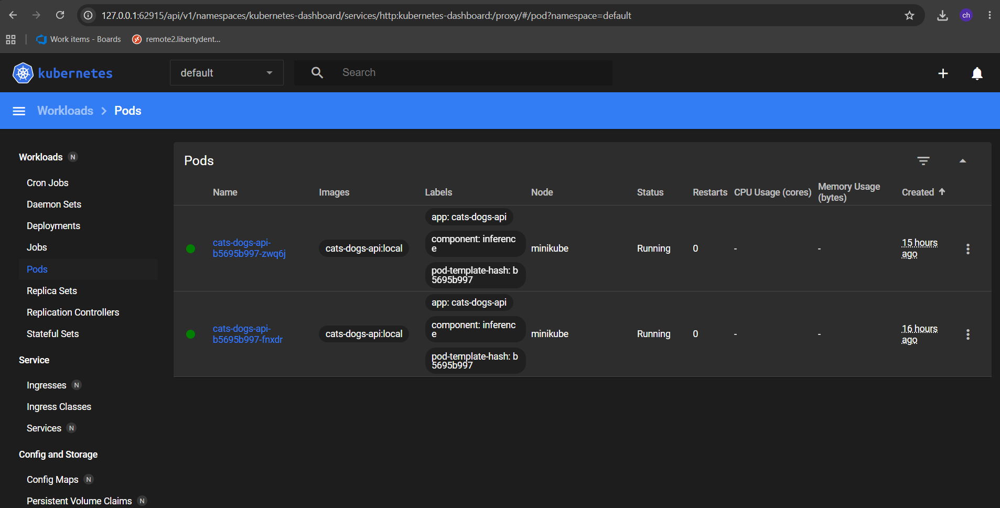 127.0.0.1:62915/api/v1/namespaces/kubernetes-dashboard/services/http:kubernetes-dashboard:/proxy/#/pod?namespace=default
ch
Work items - Boards
remote2.libertydent...
kubernetes
default
Search
Workloads
Pods
Workloads N
Cron Jobs
Daemon Sets
Deployments
Jobs
Pods
Replica Sets
Replication Controllers
Stateful Sets
Service
Ingresses N
Ingress Classes
Services N
Config and Storage
Config Maps N
Persistent Volume Claims N
Pods
Name
Images
Labels
Node
Status
Restarts
CPU Usage (cores)
Memory Usage
(bytes)
Created
cats-dogs-api-
b5695b997-zwq6j
cats-dogs-api:local
app: cats-dogs-api
component: inferenc
e
pod-template-hash: b
5695b997
minikube
Running
0
-
-
15 hours
ago
cats-dogs-api-
b5695b997-fnxdr
cats-dogs-api:local
app: cats-dogs-api
component: inferenc
e
pod-template-hash: b
5695b997
minikube
Running
0
-
-
16 hours
ago